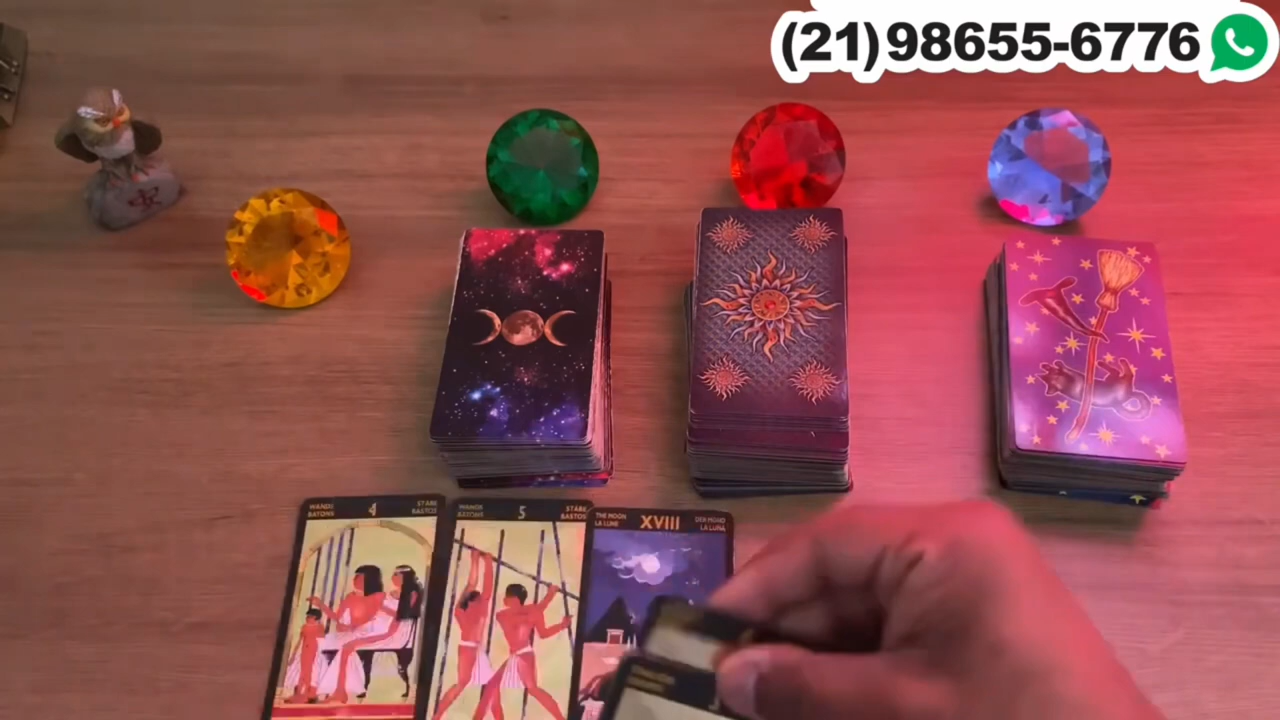 (21)98655-6776
WANDS
BATONS
4
STÄBE
BASTOS
WANDS
BATONS
5
STÄBE
BASTOS
THE MOON
LA LUNE
XVIII
DER MOND
LA LUNA